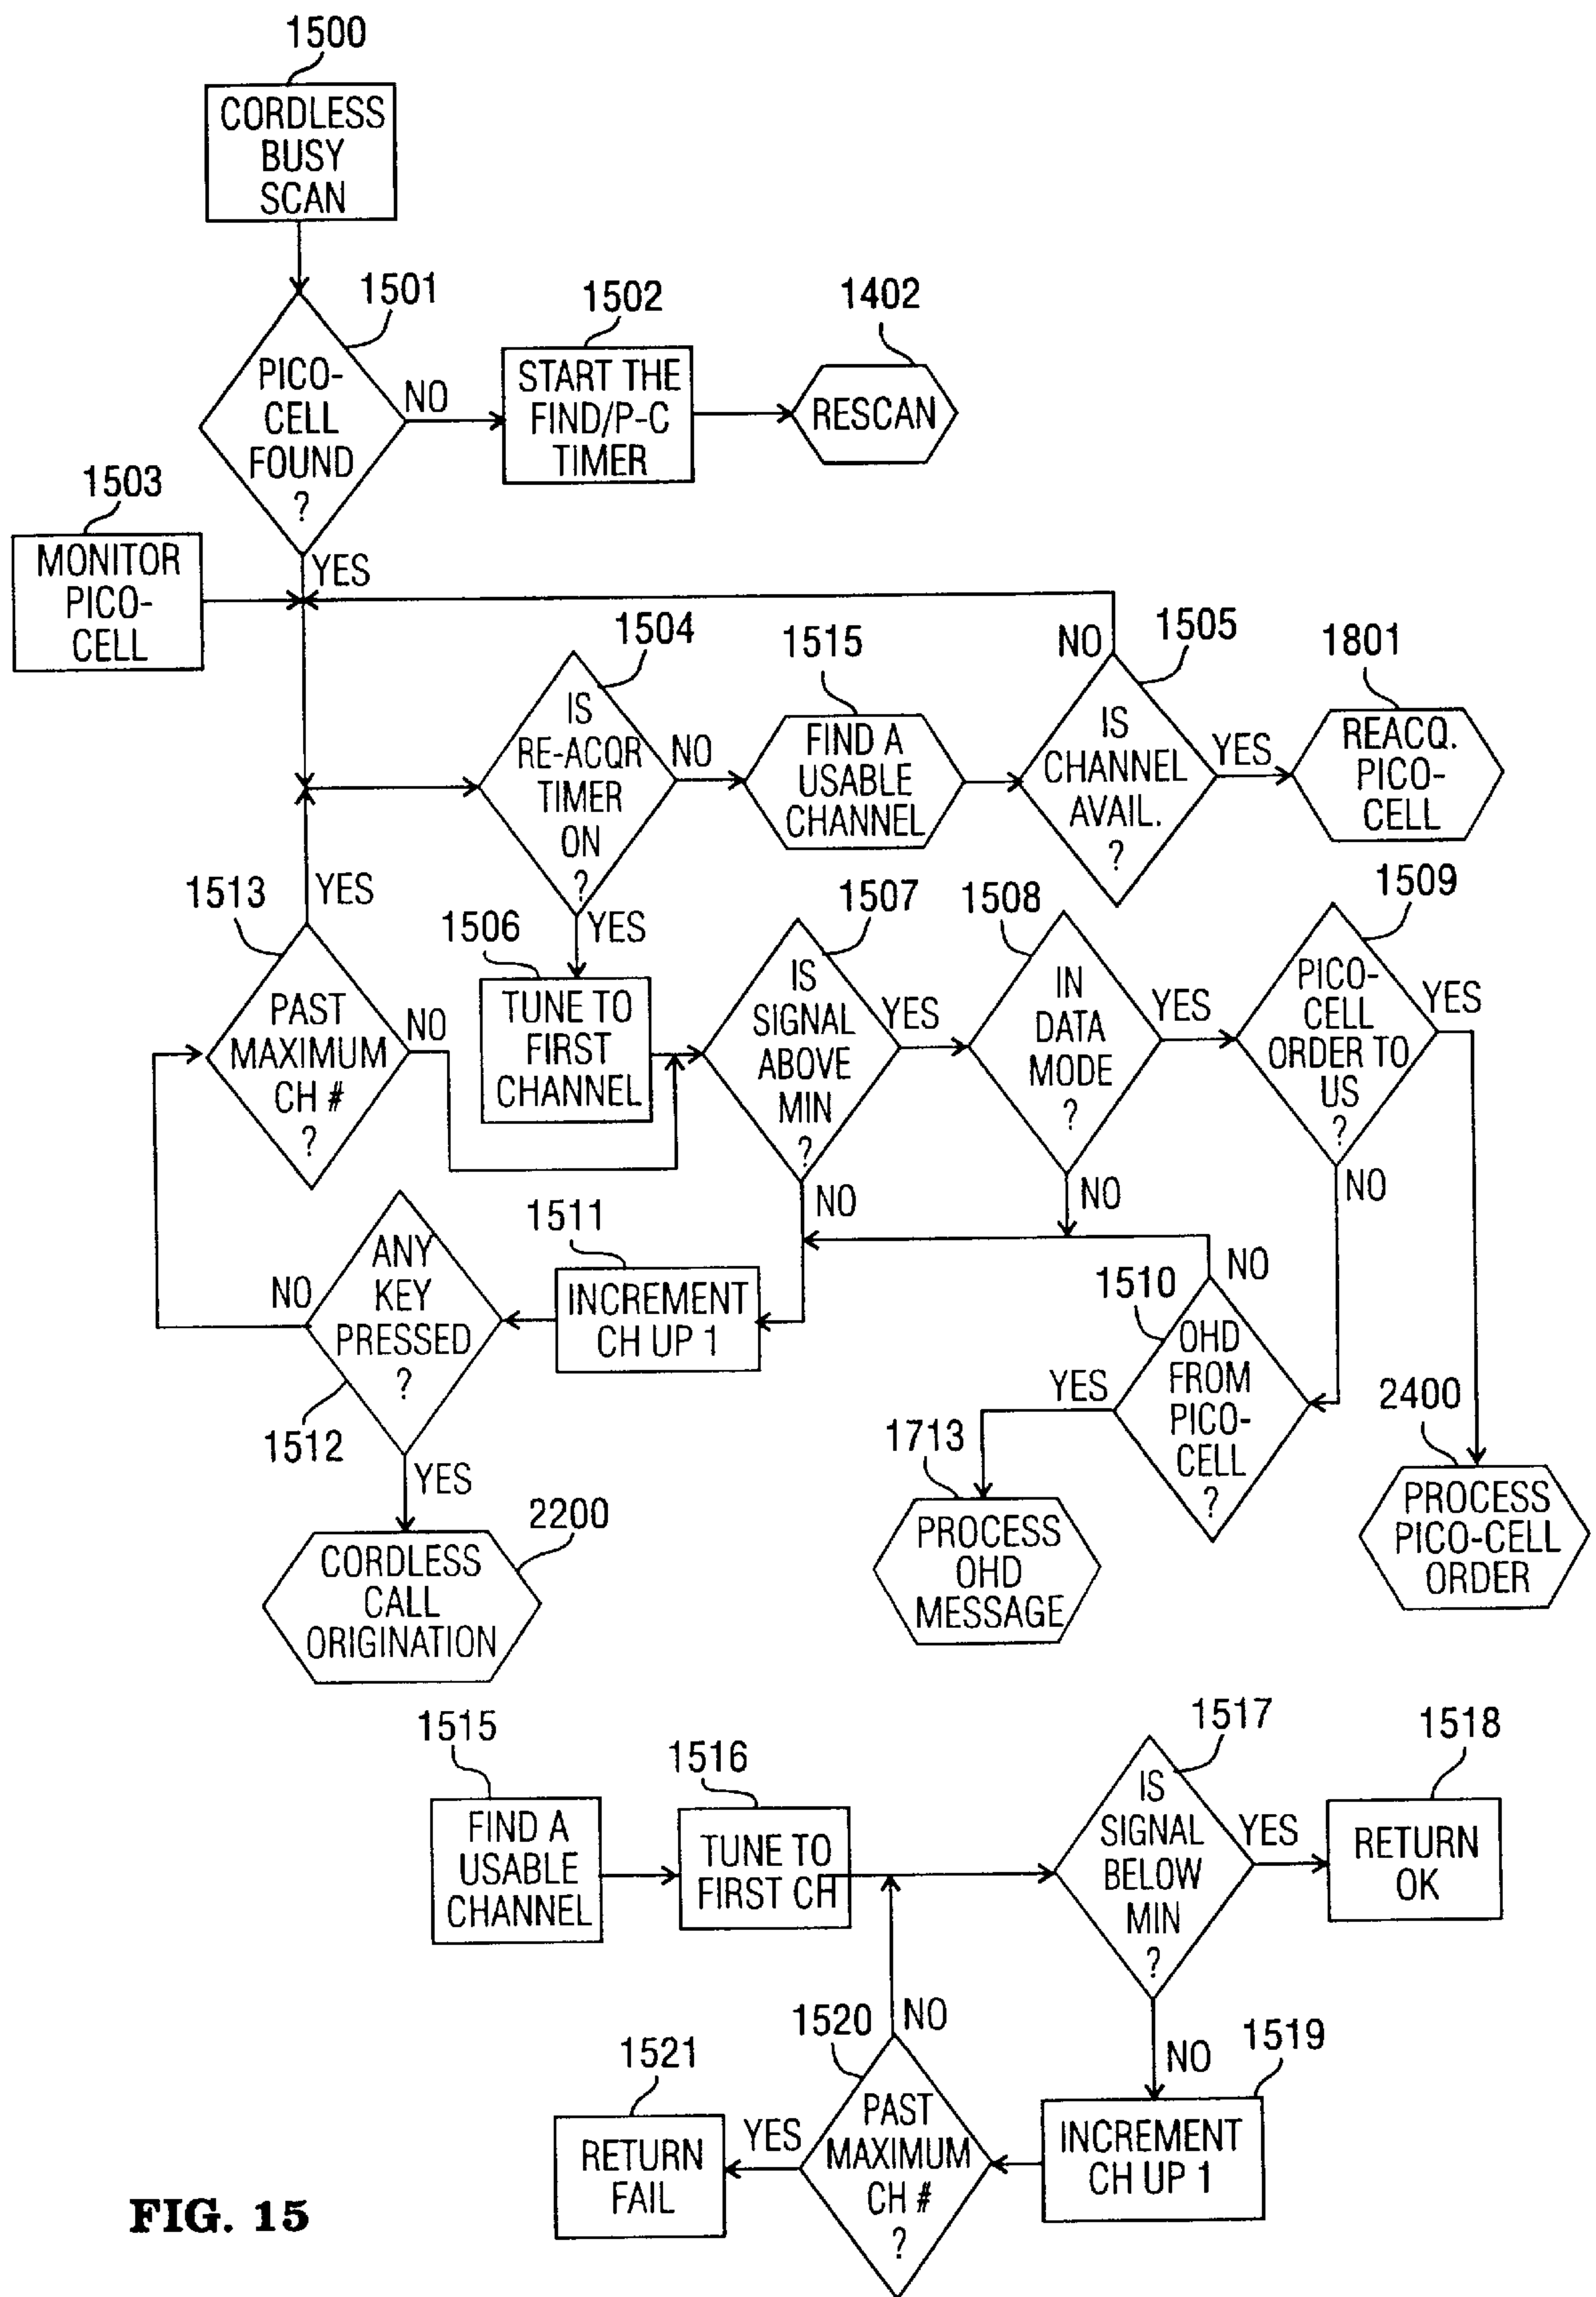 1500
CORDLESS
BUSY
SCAN
1501
PICO-
CELL
FOUND
?
NO
1502
START THE
FIND/P-C
TIMER
1402
RESCAN
YES
1503
MONITOR
PICO-
CELL
1504
IS
RE-ACQR
TIMER
ON
?
NO
1515
FIND A
USABLE
CHANNEL
NO
1505
IS
CHANNEL
AVAIL.
?
YES
1801
REACQ.
PICO-
CELL
YES
1513
PAST
MAXIMUM
CH #
?
YES
NO
1506
TUNE TO
FIRST
CHANNEL
1507
IS
SIGNAL
ABOVE
MIN
?
YES
NO
1508
IN
DATA
MODE
?
YES
NO
1509
PICO-
CELL
ORDER TO
US
?
YES
NO
1511
INCREMENT
CH UP 1
ANY
KEY
PRESSED
?
NO
1512
YES
2200
CORDLESS
CALL
ORIGINATION
1510
NO
OHD
FROM
PICO-
CELL
?
YES
1713
PROCESS
OHD
MESSAGE
2400
PROCESS
PICO-CELL
ORDER
1515
FIND A
USABLE
CHANNEL
1516
TUNE TO
FIRST CH
1517
IS
SIGNAL
BELOW
MIN
?
YES
1518
RETURN
OK
NO
1519
INCREMENT
CH UP 1
1520
NO
PAST
MAXIMUM
CH #
?
YES
1521
RETURN
FAIL
FIG. 15